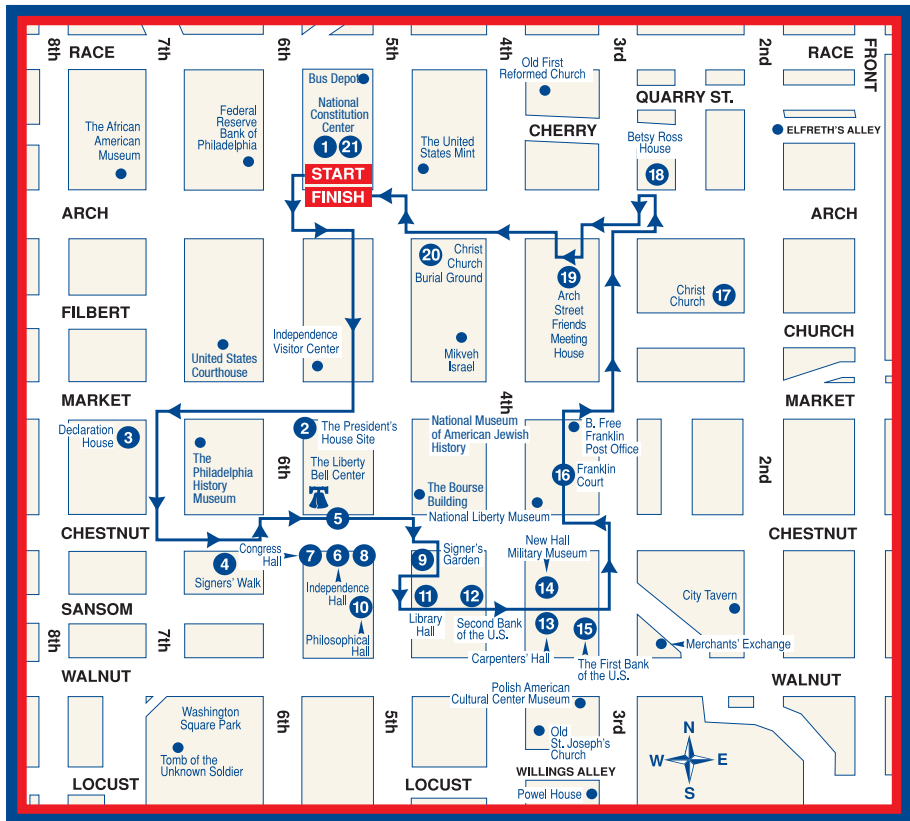 8th
RACE
7th
6th
5th
4th
3rd
2nd
RACE
FRONT
Bus Depot
National
Constitution
Center
1
21
START
FINISH
The African
American
Museum
Federal
Reserve
Bank of
Philadelphia
The United
States Mint
Old First
Reformed Church
CHERRY
QUARRY ST.
Betsy Ross
House
18
ELFRETH'S ALLEY
ARCH
ARCH
20
Christ
Church
Burial Ground
19
Arch
Street
Friends
Meeting
House
Christ
Church
17
FILBERT
CHURCH
United States
Courthouse
Independence
Visitor Center
Mikveh
Israel
MARKET
4th
MARKET
Declaration
House
3
The
Philadelphia
History
Museum
6th
2
The President's
House Site
The Liberty
Bell Center
5
National Museum
of American Jewish
History
The Bourse
Building
National Liberty Museum
B. Free
Franklin
Post Office
16
Franklin
Court
2nd
CHESTNUT
CHESTNUT
4
Signers' Walk
Congress
Hall
7
6
8
Independence
Hall
10
Philosophical
Hall
9
Signer's
Garden
11
Library
Hall
12
Second Bank
of the U.S.
New Hall
Military Museum
14
13
Carpenters' Hall
15
The First Bank
of the U.S.
City Tavern
Merchants' Exchange
SANSOM
8th
7th
WALNUT
WALNUT
Washington
Square Park
Tomb of the
Unknown Soldier
6th
5th
Polish American
Cultural Center Museum
Old
St. Joseph's
Church
3rd
N
W
E
S
LOCUST
LOCUST
WILLINGS ALLEY
Powel House